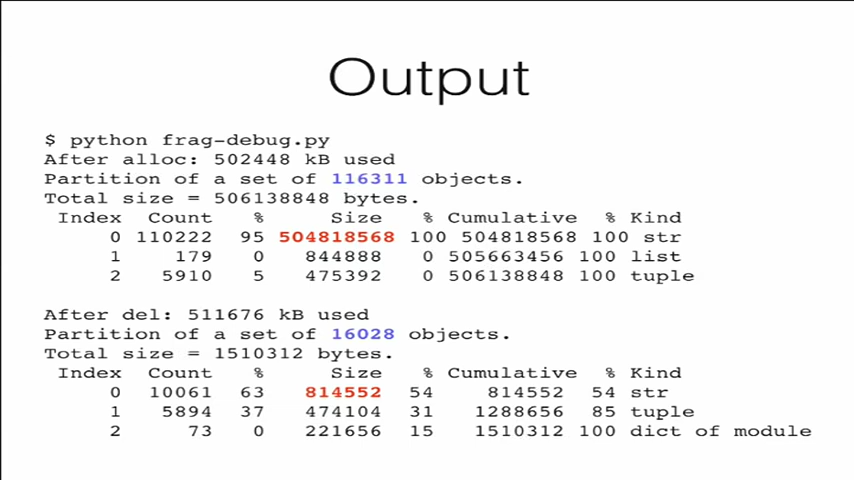 Output
$ python frag-debug.py
After alloc: 502448 kB used
Partition of a set of 116311 objects.
Total size = 506138848 bytes.
Index Count % Size % Cumulative % Kind
0 110222 95 504818568 100 504818568 100 str
1 179 0 844888 0 505663456 100 list
2 5910 5 475392 0 506138848 100 tuple
After del: 511676 kB used
Partition of a set of 16028 objects.
Total size = 1510312 bytes.
Index Count % Size % Cumulative % Kind
0 10061 63 814552 54 814552 54 str
1 5894 37 474104 31 1288656 85 tuple
2 73 0 221656 15 1510312 100 dict of module